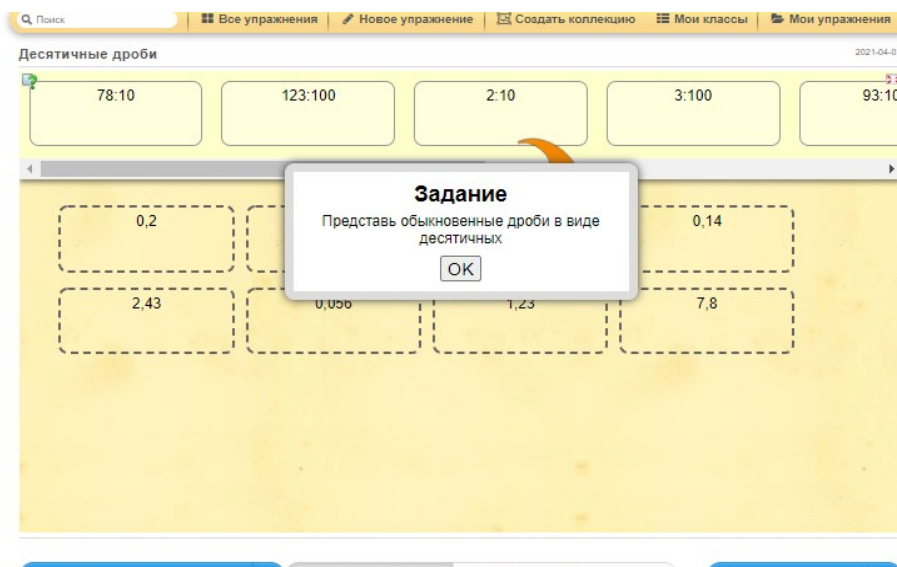 Поиск Все упражнения Новое упражнение Создать коллекцию Мои классы Мои упражнения
Десятичные дроби
78:10 123:100 2:10 3:100
Задание
Представь обыкновенные дроби в виде
десятичных
OK
0,2 0,14
2,43 0,056 1,23 7,8